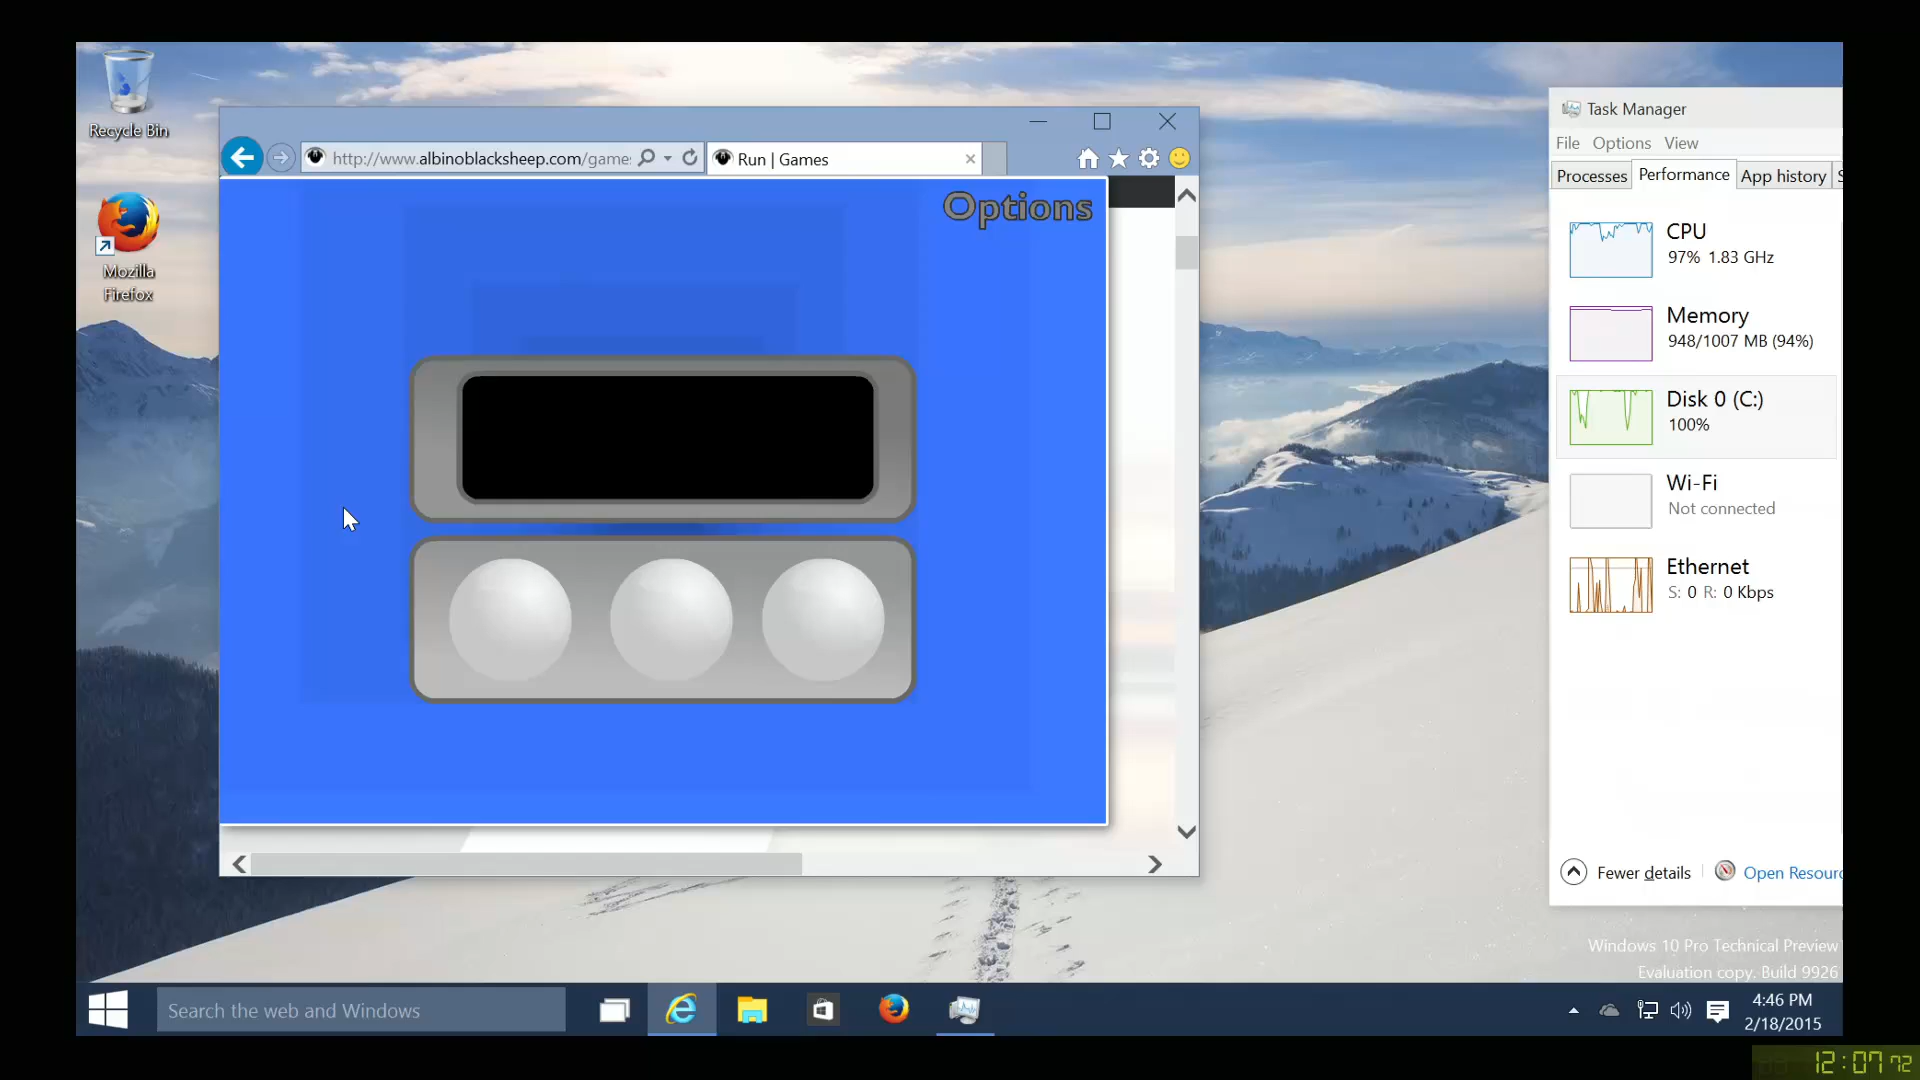 Recycle Bin
Mozilla
Firefox
http://www.albinoblacksheep.com/game
Run | Games
Options
Task Manager
File Options View
Processes Performance App history S
CPU
97% 1.83 GHz
Memory
948/1007 MB (94%)
Disk 0 (C:)
100%
Wi-Fi
Not connected
Ethernet
S: 0 R: 0 Kbps
Fewer details Open Resourc
Windows 10 Pro Technical Preview
Evaluation copy. Build 9926
Search the web and Windows
4:46 PM
2/18/2015
12:07 72